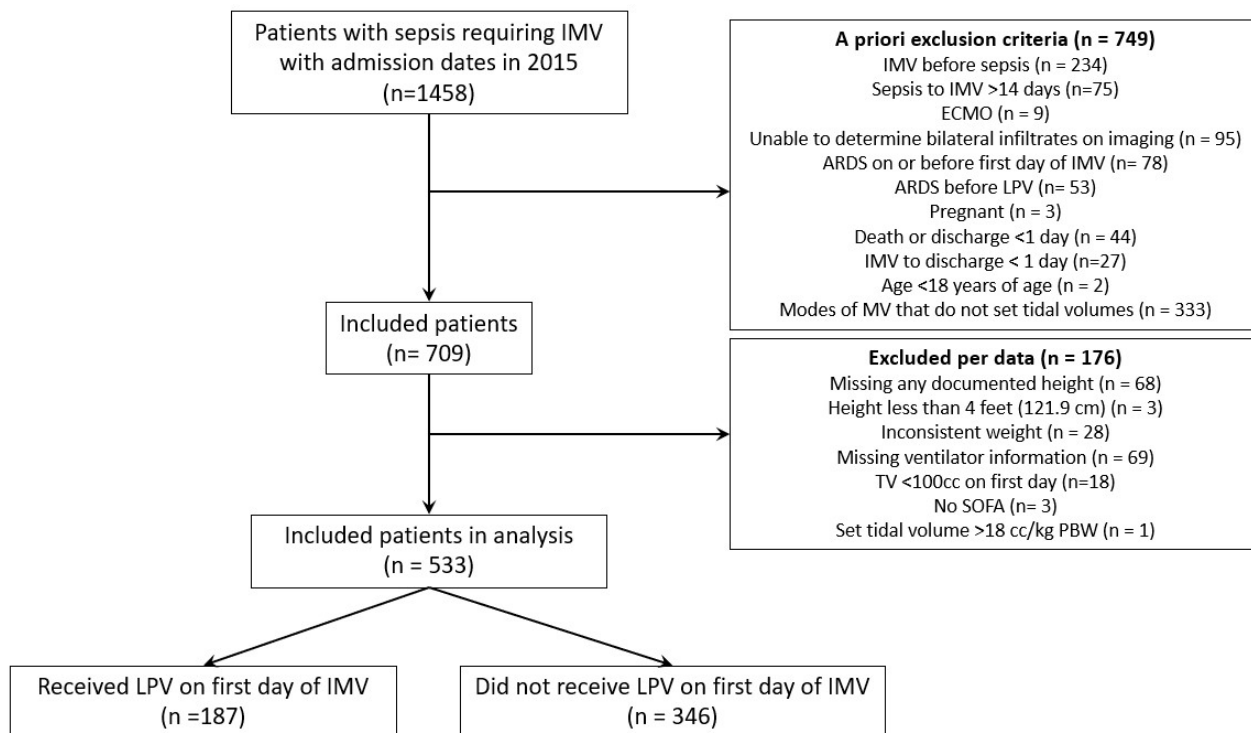 Patients with sepsis requiring IMV
with admission dates in 2015
(n=1458)
A priori exclusion criteria (n = 749)
IMV before sepsis (n = 234)
Sepsis to IMV >14 days (n=75)
ECMO (n = 9)
Unable to determine bilateral infiltrates on imaging (n = 95)
ARDS on or before first day of IMV (n= 78)
ARDS before LPV (n= 53)
Pregnant (n = 3)
Death or discharge <1 day (n = 44)
IMV to discharge < 1 day (n=27)
Age <18 years of age (n = 2)
Modes of MV that do not set tidal volumes (n = 333)
Included patients
(n= 709)
Excluded per data (n = 176)
Missing any documented height (n = 68)
Height less than 4 feet (121.9 cm) (n = 3)
Inconsistent weight (n = 28)
Missing ventilator information (n = 69)
TV <100cc on first day (n=18)
No SOFA (n= 3)
Set tidal volume >18 cc/kg PBW (n = 1)
Included patients in analysis
(n = 533)
Received LPV on first day of IMV
(n =187)
Did not receive LPV on first day of IMV
(n = 346)